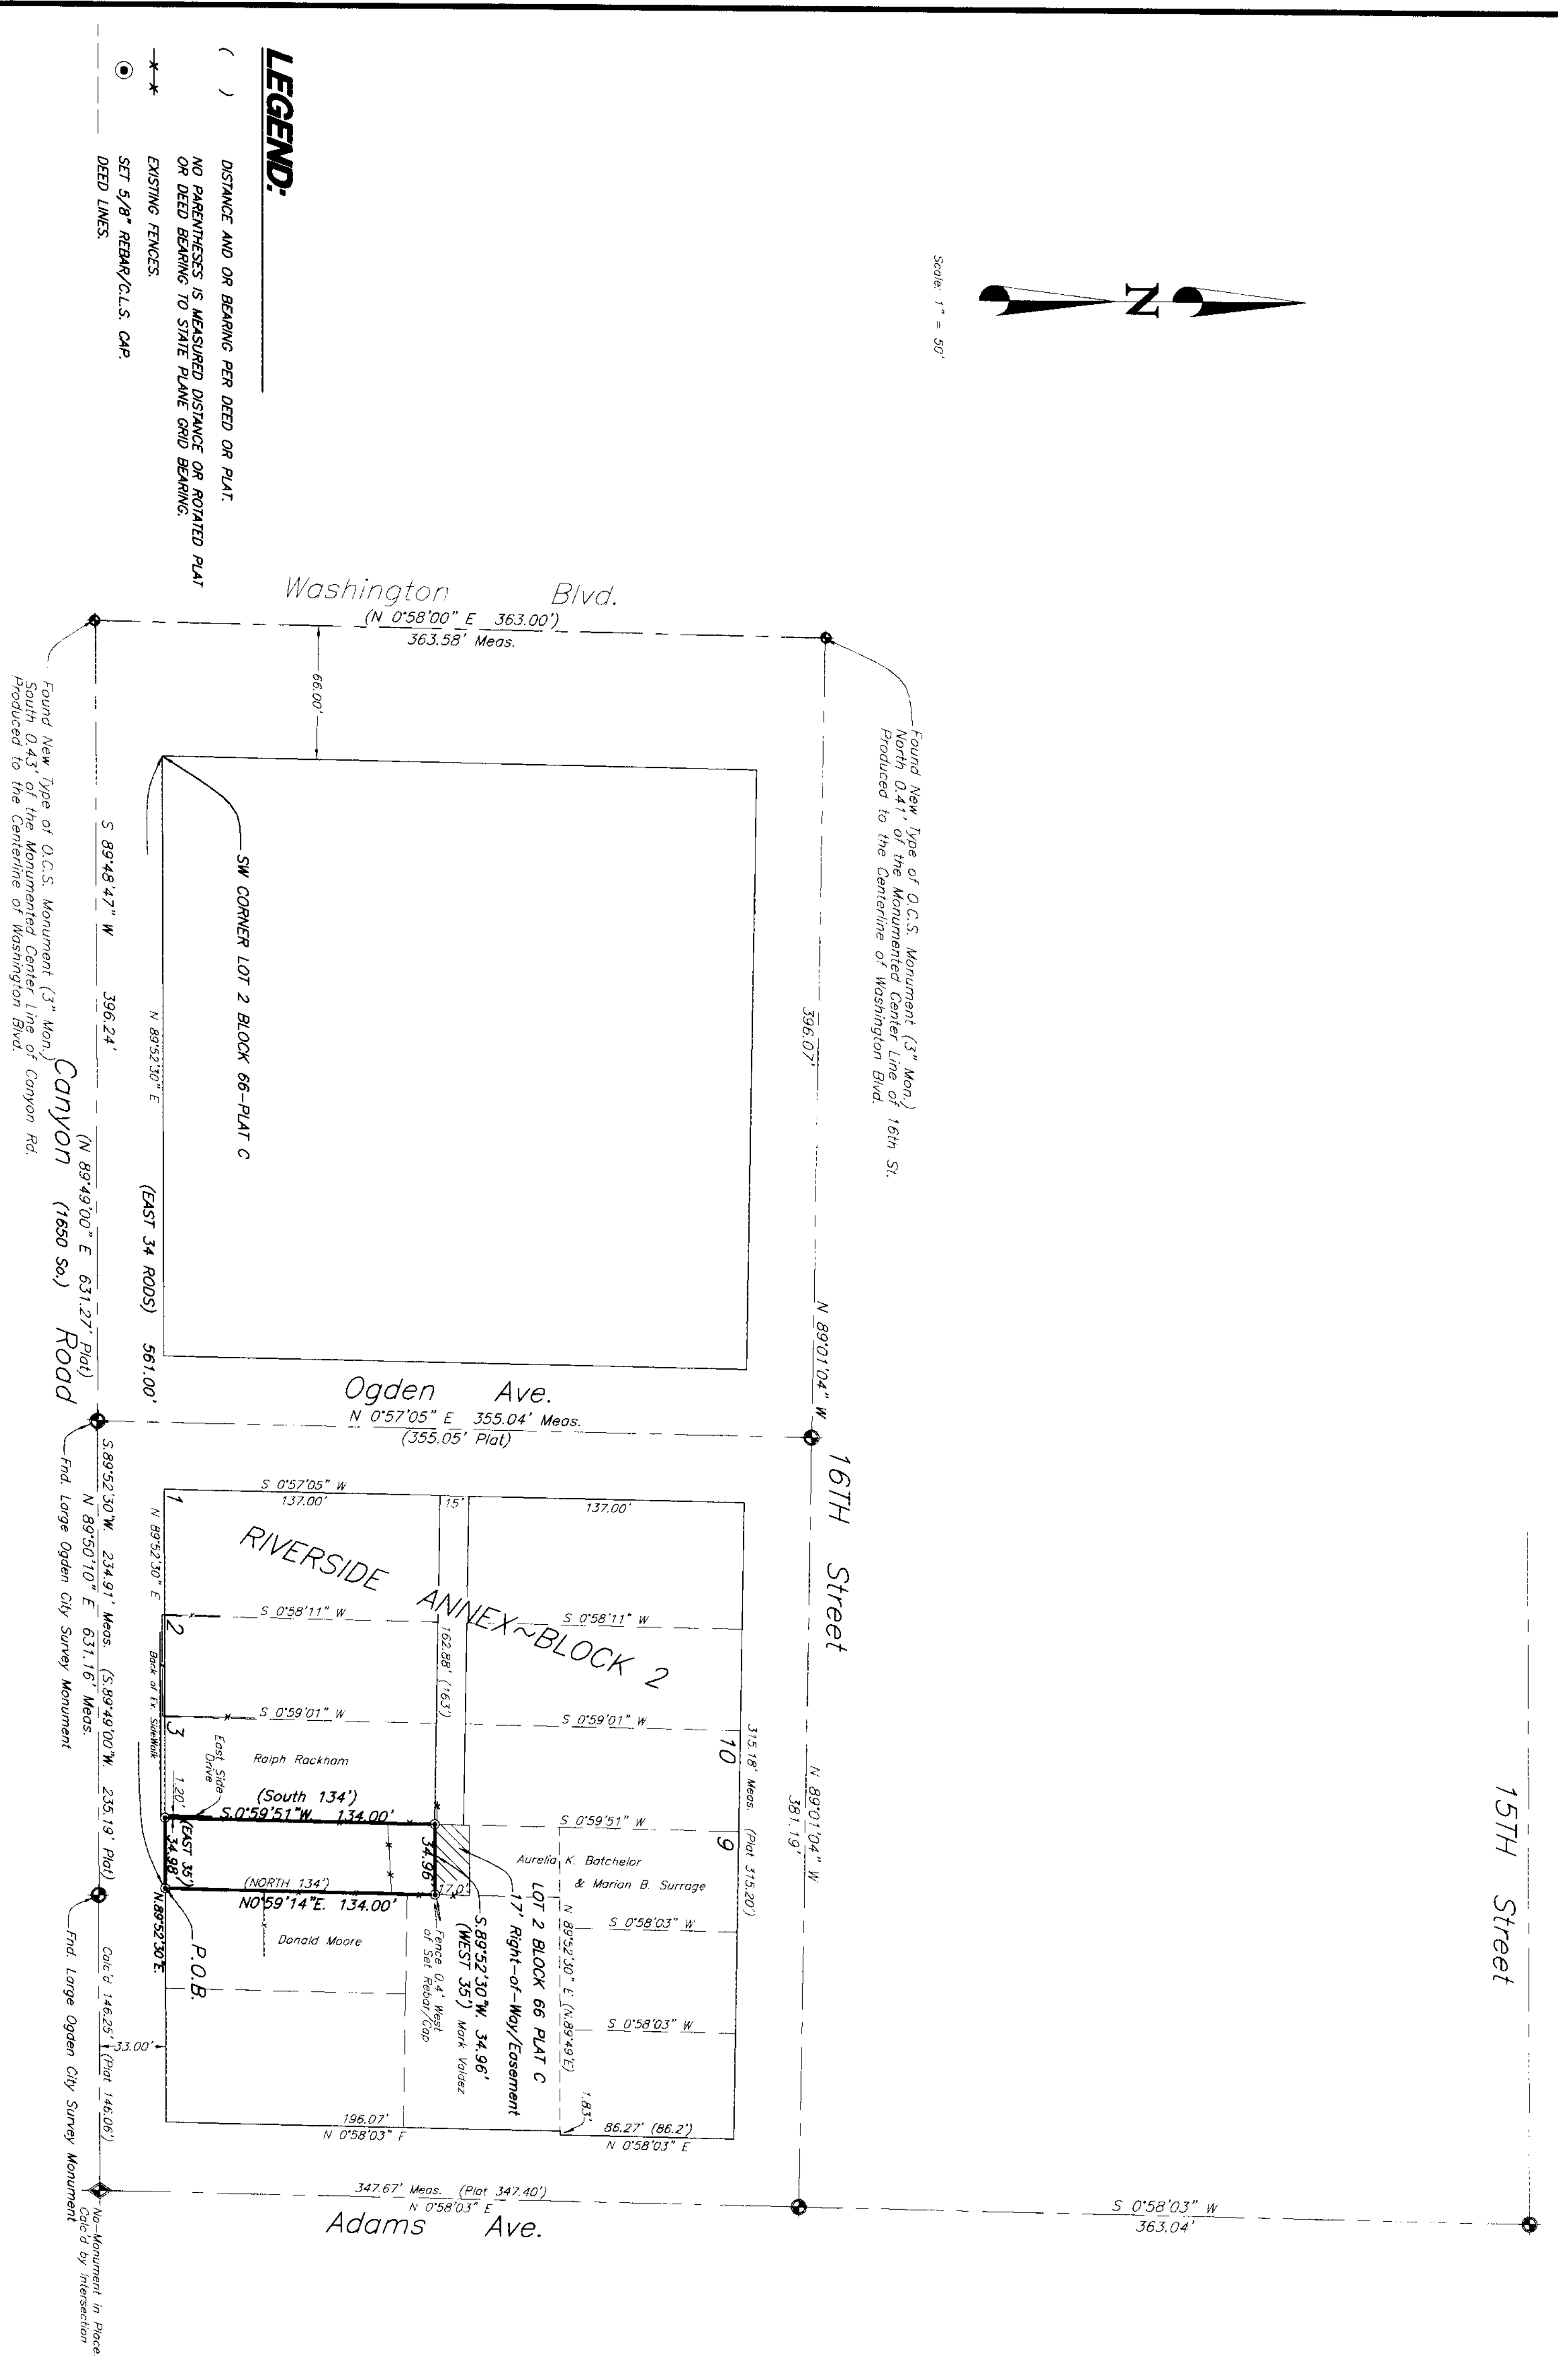 LEGEND:
( ) DISTANCE AND OR BEARING PER DEED OR PLAT.
NO PARENTHESES IS MEASURED DISTANCE OR ROTATED PLAT
OR DEED BEARING TO STATE PLANE GRID BEARING.
EXISTING FENCES.
SET 5/8" REBAR/C.L.S. CAP.
DEED LINES.
N
Scale: 1" = 50'
15TH Street
S 0°58'03" W
363.04'
16TH Street
Found New Type of O.C.S. Monument (3" Mon.)
North 0.41' of the Monumented Center Line of 16th St.
Produced to the Centerline of Washington Blvd.
396.07'
N 89°01'04" W
N 89°01'04" W
381.19'
Washington Blvd.
(N 0°58'00" E 363.00')
363.58' Meas.
66.00'
SW CORNER LOT 2 BLOCK 66-PLAT C
N 89°52'30" E
(EAST 34 RODS) 561.00'
S 89°48'47" W 396.24'
(N 89°49'00" E 631.27' Plat)
Canyon (1650 So.) Road
Found New Type of O.C.S. Monument (3" Mon.)
South 0.43' of the Monumented Center Line of Canyon Rd.
Produced to the Centerline of Washington Blvd.
Ogden Ave.
N 0°57'05" E 355.04' Meas.
(355.05' Plat)
S 0°57'05" W
137.00'
15'
137.00'
RIVERSIDE ANNEX~BLOCK 2
1
2
3
10
9
N 89°52'30" E
Back of Ex. SideWalk
S 0°58'11" W
S 0°58'11" W
162.88' (163')
S 0°59'01" W
S 0°59'01" W
315.18' Meas. (Plat 315.20')
Ralph Rackham
East Side
Drive
1.20'
(South 134')
S.0°59'51"W. 134.00'
S 0°59'51" W
(EAST 35')
34.98'
34.96'
17.0'
(NORTH 134')
N0°59'14"E. 134.00'
Donald Moore
P.O.B.
N.89°52'30"E.
Aurelia K. Batchelor
& Marian B. Surrage
LOT 2 BLOCK 66 PLAT C
17' Right-of-Way/Easement
S.89°52'30"W. 34.96'
(WEST 35') Mark Valdez
Fence 0.4' West
of Set Rebar/Cap
N 89°52'30" E (N.89°49'E)
S 0°58'03" W
S 0°58'03" W
1.83'
86.27' (86.2')
N 0°58'03" E
196.07'
N 0°58'03" E
33.00'
S.89°52'30"W. 234.91' Meas. (S.89°49'00"W. 235.19' Plat)
N 89°50'10" E 631.16' Meas.
Fnd. Large Ogden City Survey Monument
Calc'd 146.25' (Plat 146.06')
Fnd. Large Ogden City Survey Monument
347.67' Meas. (Plat 347.40')
N 0°58'03" E
Adams Ave.
No-Monument in Place.
Calc'd by Intersection